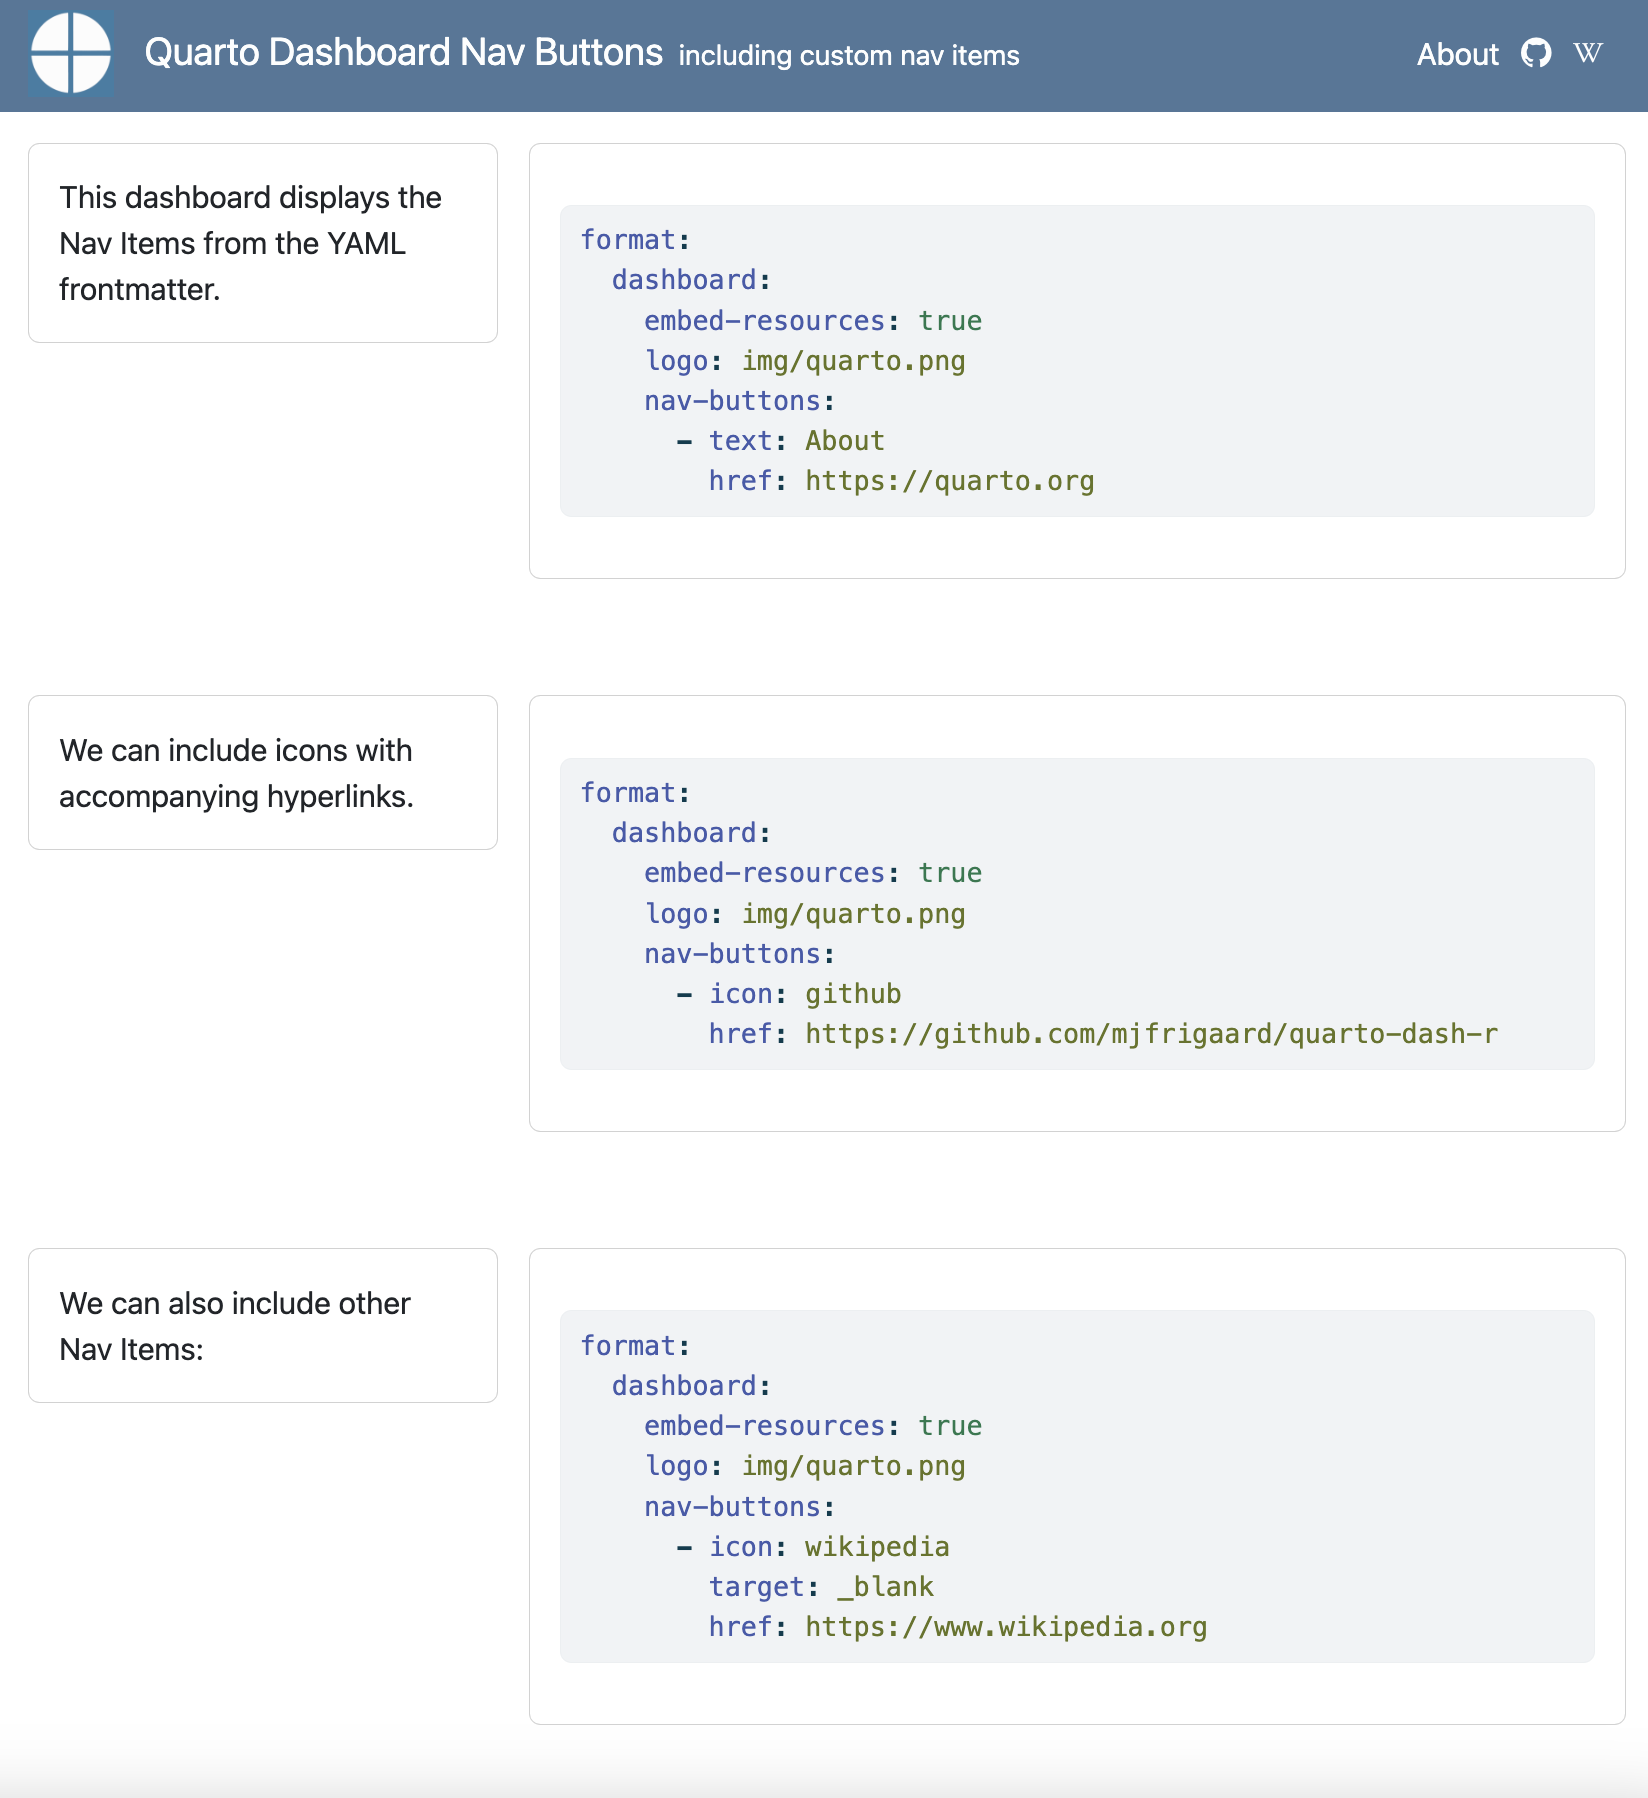 Quarto Dashboard Nav Buttons including custom nav items About W
This dashboard displays the
Nav Items from the YAML
frontmatter.
format:
  dashboard:
    embed-resources: true
    logo: img/quarto.png
    nav-buttons:
      - text: About
        href: https://quarto.org
We can include icons with
accompanying hyperlinks.
format:
  dashboard:
    embed-resources: true
    logo: img/quarto.png
    nav-buttons:
      - icon: github
        href: https://github.com/mjfrigaard/quarto-dash-r
We can also include other
Nav Items:
format:
  dashboard:
    embed-resources: true
    logo: img/quarto.png
    nav-buttons:
      - icon: wikipedia
        target: _blank
        href: https://www.wikipedia.org